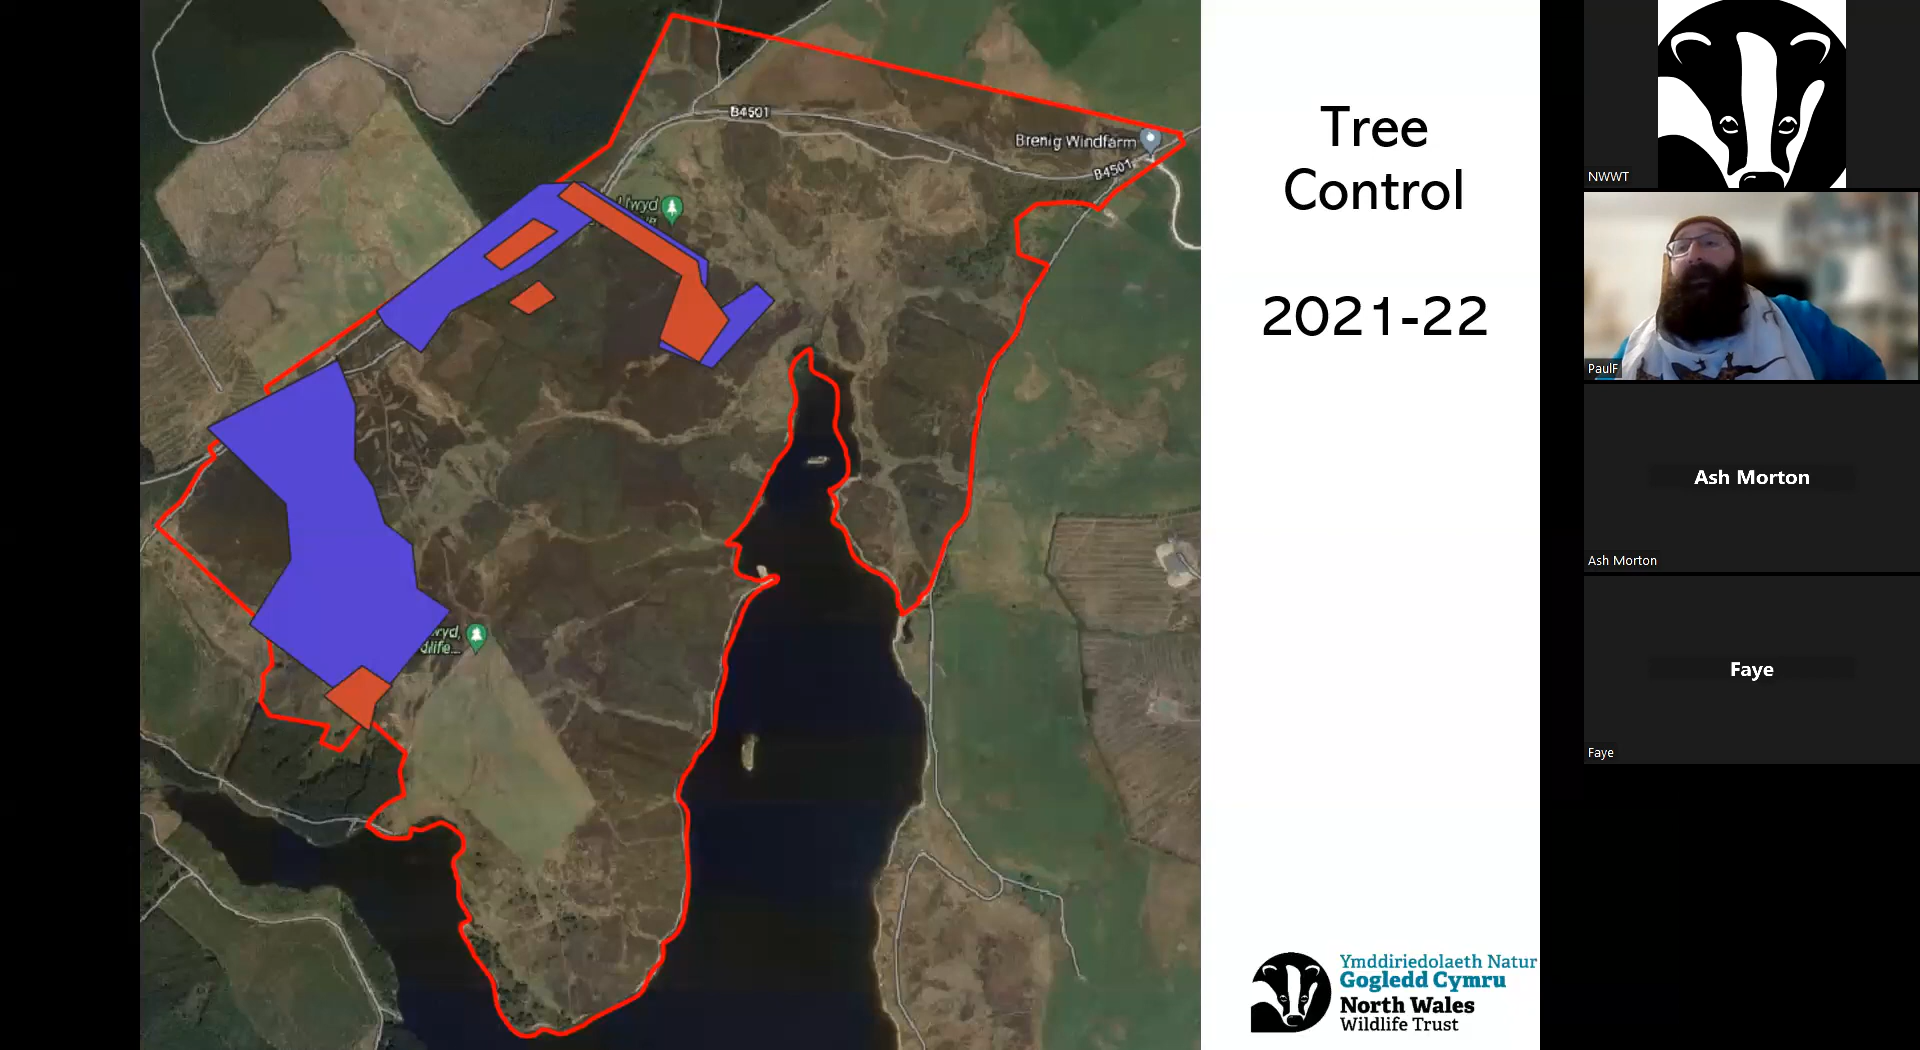 B4501
Brenig Windfarm
B4501
Llwyd
Tree
Control
2021-22
Ymddiriedolaeth Natur
Gogledd Cymru
North Wales
Wildlife Trust
NWWT
PaulF
Ash Morton
Ash Morton
Faye
Faye